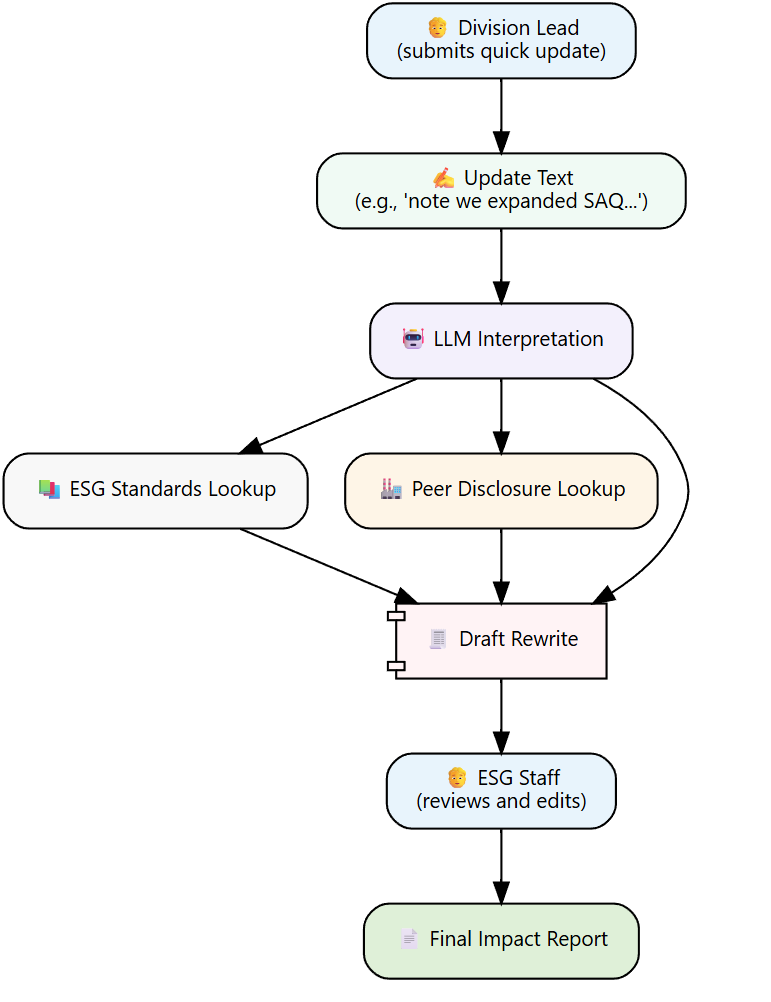 Division Lead
(submits quick update)
Update Text
(e.g., 'note we expanded SAQ...')
LLM Interpretation
ESG Standards Lookup
Peer Disclosure Lookup
Draft Rewrite
ESG Staff
(reviews and edits)
Final Impact Report